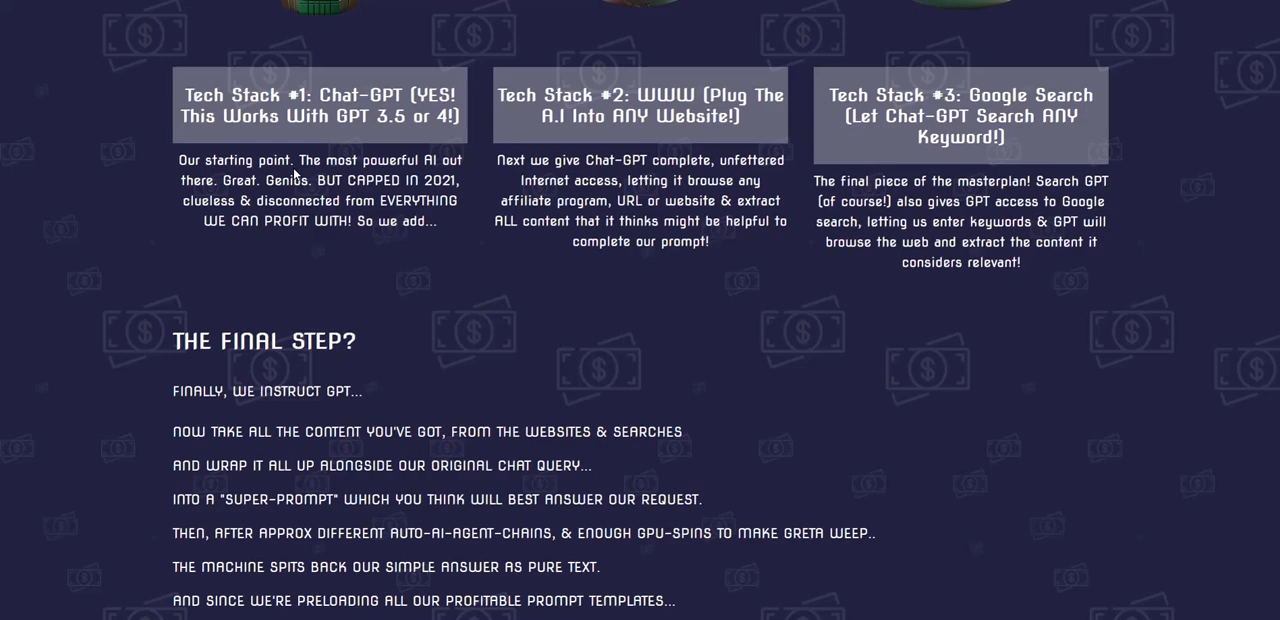 Tech Stack #1: Chat-GPT (YES!
This Works With GPT 3.5 or 4!)
Our starting point. The most powerful AI out
there. Great. Genius. BUT CAPPED IN 2021,
clueless & disconnected from EVERYTHING
WE CAN PROFIT WITH! So we add...
Tech Stack #2: WWW (Plug The
A.I Into ANY Website!)
Next we give Chat-GPT complete, unfettered
Internet access, letting it browse any
affiliate program, URL or website & extract
ALL content that it thinks might be helpful to
complete our prompt!
Tech Stack #3: Google Search
(Let Chat-GPT Search ANY
Keyword!)
The final piece of the masterplan! Search GPT
(of course!) also gives GPT access to Google
search, letting us enter keywords & GPT will
browse the web and extract the content it
considers relevant!
THE FINAL STEP?
FINALLY, WE INSTRUCT GPT...
NOW TAKE ALL THE CONTENT YOU'VE GOT, FROM THE WEBSITES & SEARCHES
AND WRAP IT ALL UP ALONGSIDE OUR ORIGINAL CHAT QUERY...
INTO A "SUPER-PROMPT" WHICH YOU THINK WILL BEST ANSWER OUR REQUEST.
THEN, AFTER APPROX DIFFERENT AUTO-AI-AGENT-CHAINS, & ENOUGH GPU-SPINS TO MAKE GRETA WEEP..
THE MACHINE SPITS BACK OUR SIMPLE ANSWER AS PURE TEXT.
AND SINCE WE'RE PRELOADING ALL OUR PROFITABLE PROMPT TEMPLATES...